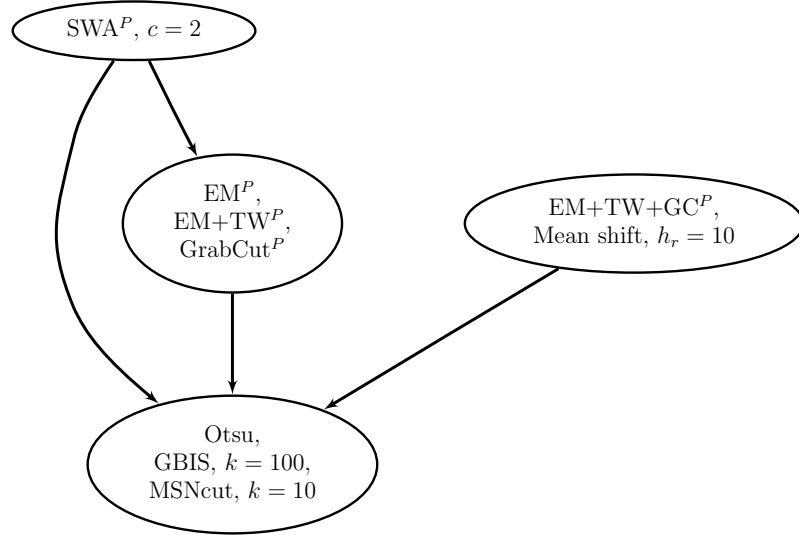 SWA^P, c = 2
EM^P,
EM+TW^P,
GrabCut^P
EM+TW+GC^P,
Mean shift, h_r = 10
Otsu,
GBIS, k = 100,
MSNcut, k = 10